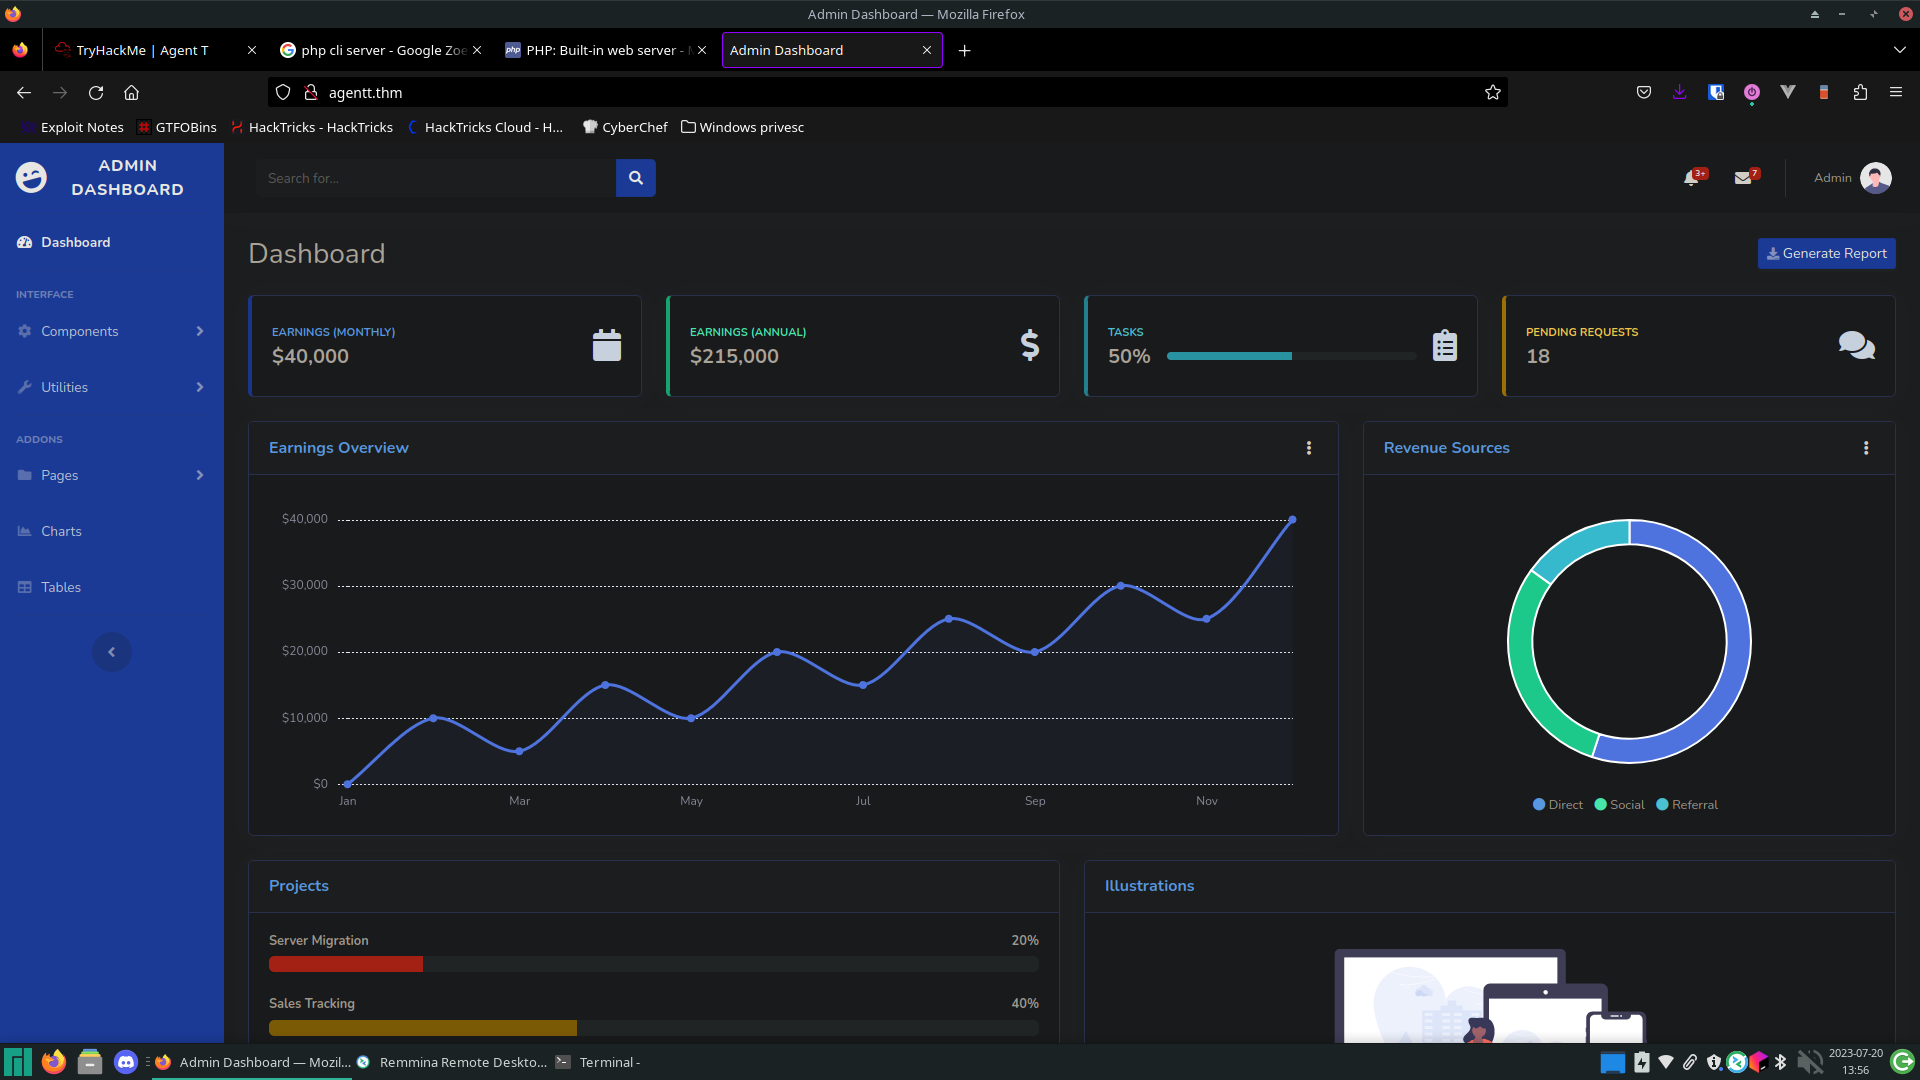 Admin Dashboard — Mozilla Firefox
TryHackMe | Agent T
php cli server - Google Zoe
PHP: Built-in web server -
Admin Dashboard
agentt.thm
Exploit Notes
GTFOBins
HackTricks - HackTricks
HackTricks Cloud - H...
CyberChef
Windows privesc
ADMIN
DASHBOARD
Search for...
3+
7
Admin
Dashboard
INTERFACE
Components
Utilities
ADDONS
Pages
Charts
Tables
Dashboard
Generate Report
EARNINGS (MONTHLY)
$40,000
EARNINGS (ANNUAL)
$215,000
TASKS
50%
PENDING REQUESTS
18
Earnings Overview
$40,000
$30,000
$20,000
$10,000
$0
Jan
Mar
May
Jul
Sep
Nov
Revenue Sources
Direct
Social
Referral
Projects
Server Migration
20%
Sales Tracking
40%
Illustrations
Admin Dashboard — Mozil...
Remmina Remote Deskto...
Terminal -
2023-07-20
13:56